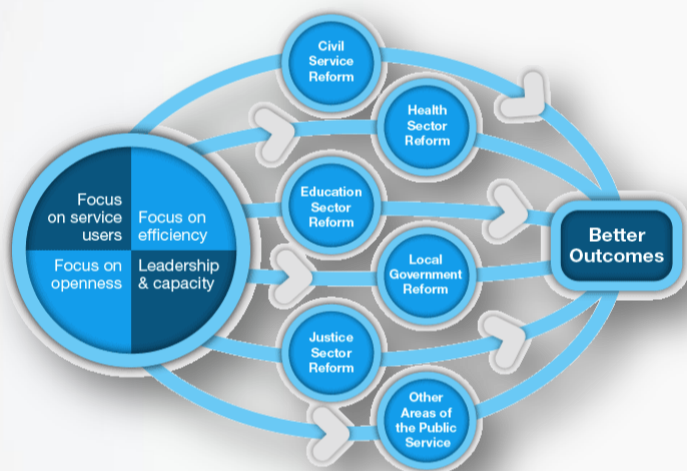 Civil
Service
Reform
Health
Sector
Reform
Focus
on service
users
Focus on
efficiency
Focus on
openness
Leadership
& capacity
Education
Sector
Reform
Local
Government
Reform
Justice
Sector
Reform
Other
Areas of
the Public
Service
Better
Outcomes